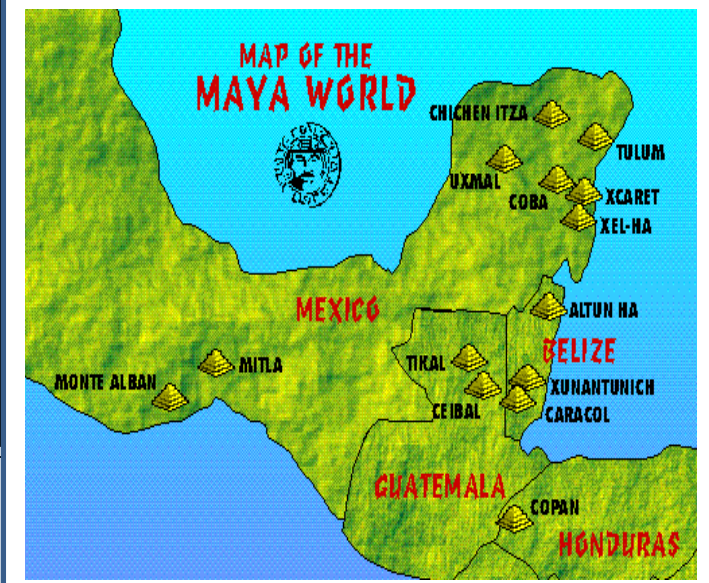 MAP OF THE
MAYA WORLD
CHICHEN ITZA
TULUM
UXMAL
COBA
XCARET
XEL-HA
MEXICO
ALTUN HA
BELIZE
TIKAL
MITLA
MONTE ALBAN
XUNANTUNICH
CEIBAL
CARACOL
GUATEMALA
COPAN
HONDURAS